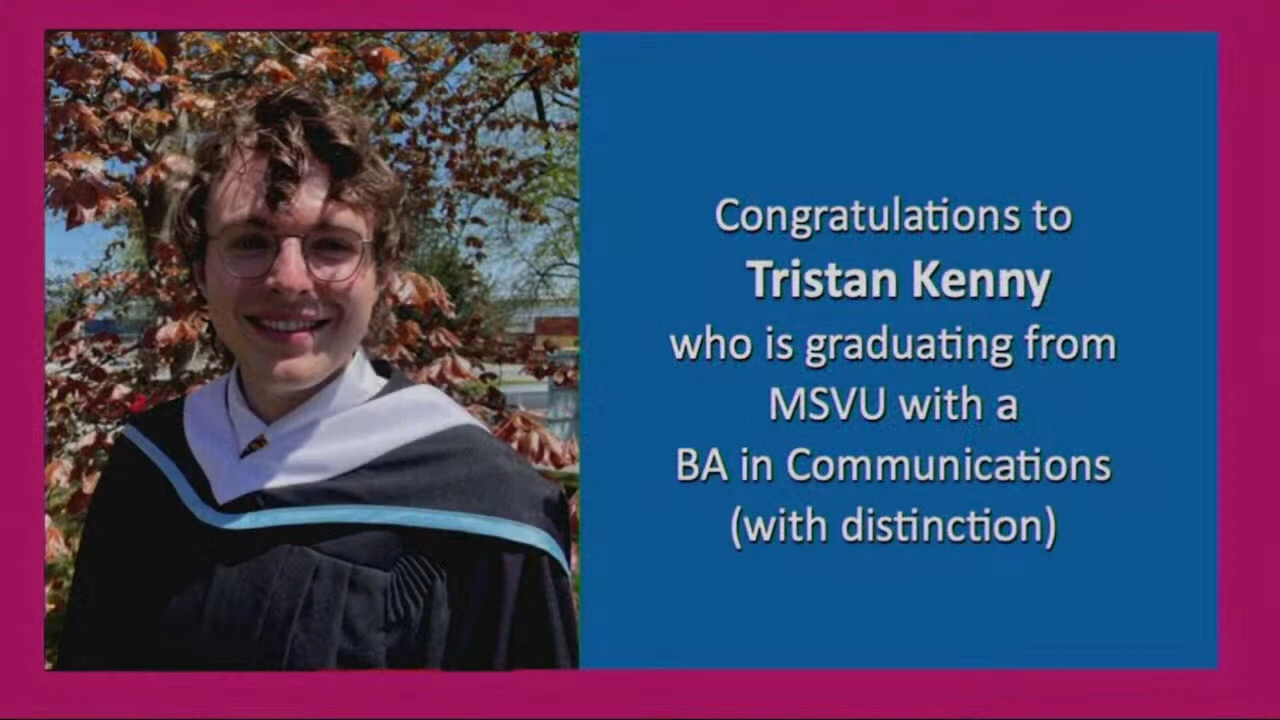 Congratulations to
Tristan Kenny
who is graduating from
MSVU with a
BA in Communications
(with distinction)